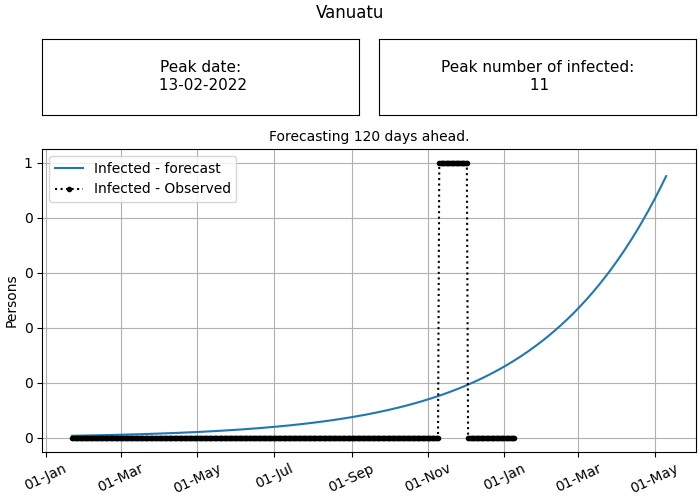 Vanuatu
Peak date:
13-02-2022
Peak number of infected:
11
Forecasting 120 days ahead.
Infected - forecast
Infected - Observed
Persons
1
0
0
0
0
0
01-Jan
01-Mar
01-May
01-Jul
01-Sep
01-Nov
01-Jan
01-Mar
01-May